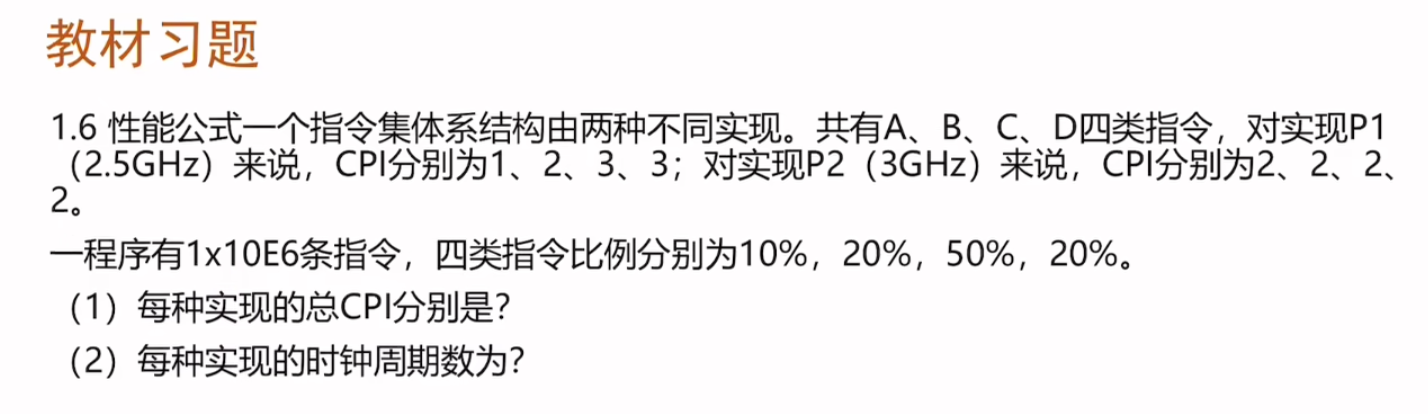 教材习题
1.6 性能公式一个指令集体系结构由两种不同实现。共有A、B、C、D四类指令，对实现P1
（2.5GHz）来说，CPI分别为1、2、3、3；对实现P2（3GHz）来说，CPI分别为2、2、2、
2。
一程序有1x10E6条指令，四类指令比例分别为10%，20%，50%，20%。
（1）每种实现的总CPI分别是？
（2）每种实现的时钟周期数为？